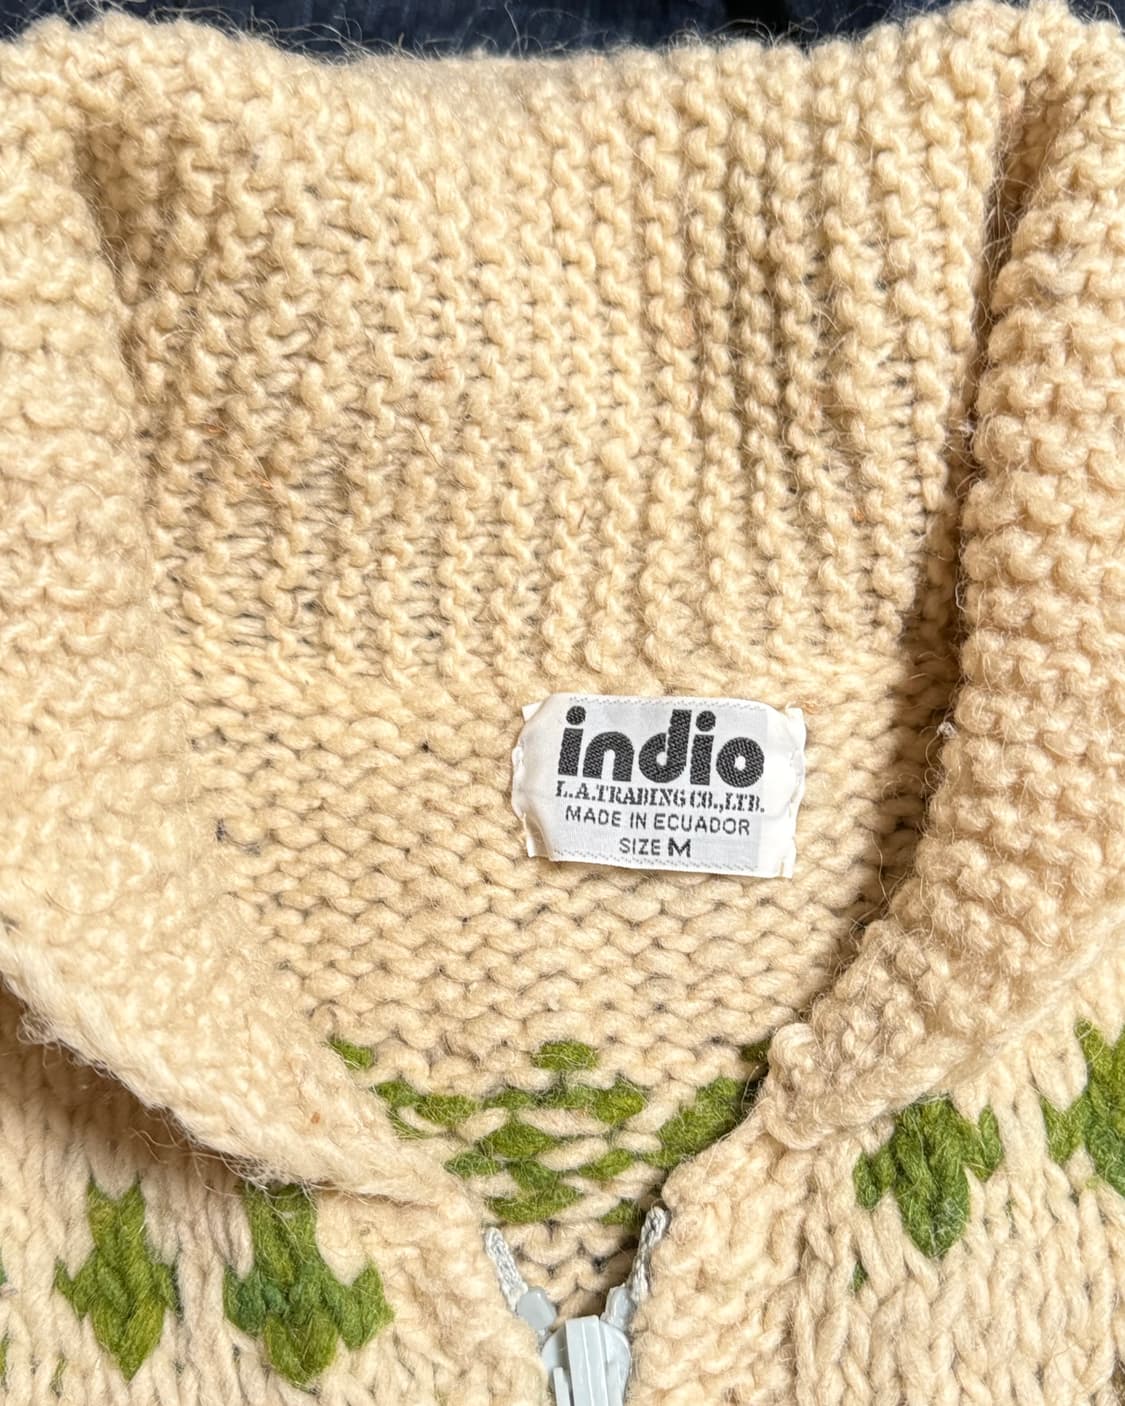 indio
L.A.TRADING CO.,LTD.
MADE IN ECUADOR
SIZE M